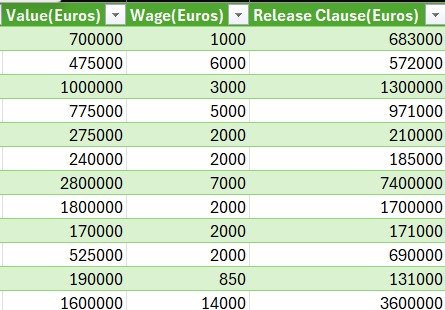 Value(Euros) Wage(Euros) Release Clause(Euros)
700000 1000 683000
475000 6000 572000
1000000 3000 1300000
775000 5000 971000
275000 2000 210000
240000 2000 185000
2800000 7000 7400000
1800000 2000 1700000
170000 2000 171000
525000 2000 690000
190000 850 131000
1600000 14000 3600000